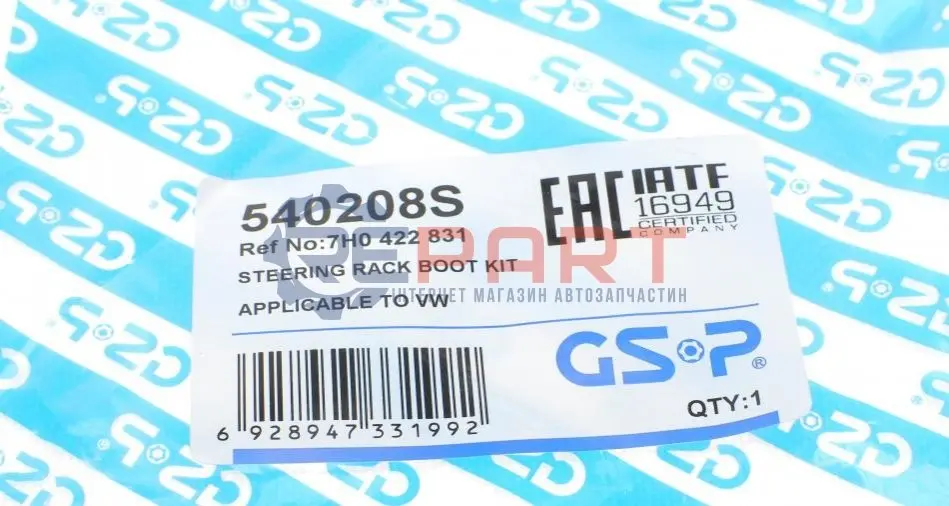 540208S
Ref No:7H0 422 831
STEERING RACK BOOT KIT
APPLICABLE TO VW
EAC
IATF
16949
CERTIFIED
COMPANY
REPART
ІНТЕРНЕТ МАГАЗИН АВТОЗАПЧАСТИН
GSP®
QTY:1
6 928947 331992